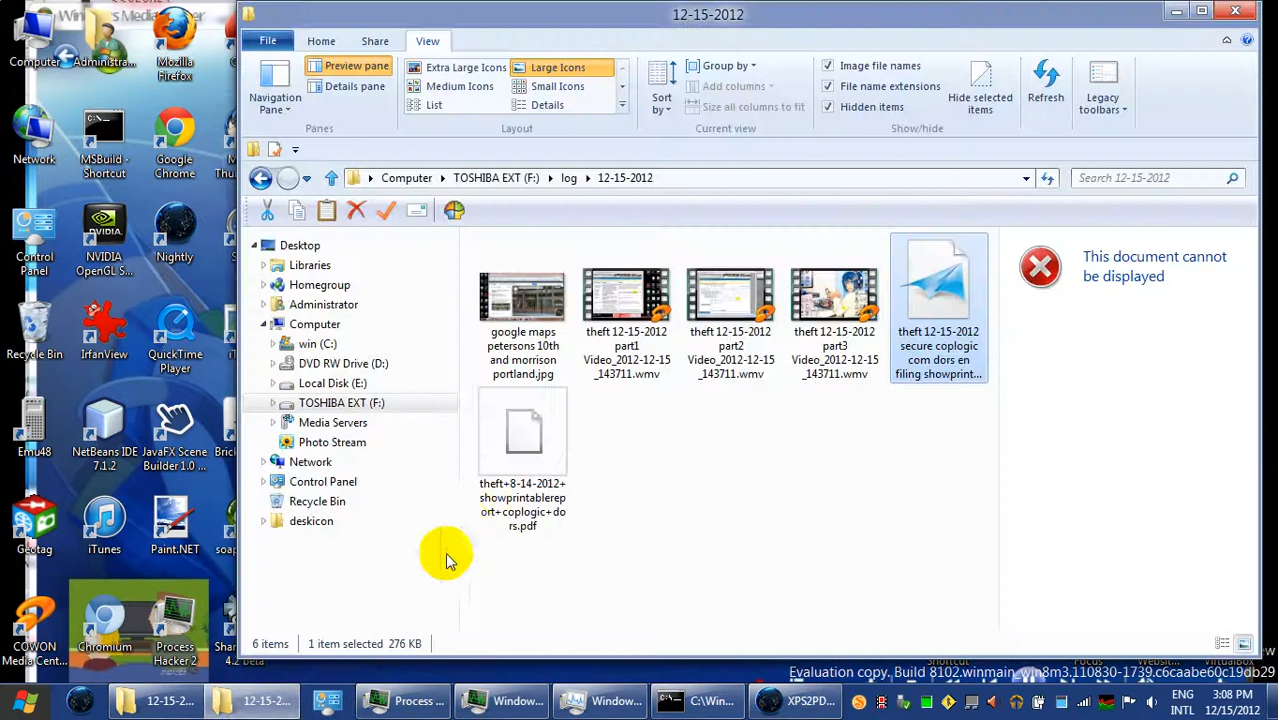 12-15-2012
File
Home
Share
View
Navigation
Pane
Preview pane
Details pane
Panes
Extra Large Icons
Large Icons
Medium Icons
Small Icons
List
Details
Layout
Sort
by
Group by
Add columns
Size all columns to fit
Current view
Image file names
File name extensions
Hidden items
Hide selected
items
Show/hide
Refresh
Legacy
toolbars
Computer
TOSHIBA EXT (F:)
log
12-15-2012
Search 12-15-2012
Desktop
Libraries
Homegroup
Administrator
Computer
win (C:)
DVD RW Drive (D:)
Local Disk (E:)
TOSHIBA EXT (F:)
Media Servers
Photo Stream
Network
Control Panel
Recycle Bin
deskicon
google maps
petersons 10th
and morrison
portland.jpg
theft 12-15-2012
part1
Video_2012-12-15
_143711.wmv
theft 12-15-2012
part2
Video_2012-12-15
_143711.wmv
theft 12-15-2012
part3
Video_2012-12-15
_143711.wmv
theft 12-15-2012
secure coplogic
com dors en
filing showprint...
theft+8-14-2012+
showprintablerep
ort+coplogic+do
rs.pdf
This document cannot
be displayed
6 items
1 item selected 276 KB
Computer
Administra...
Mozilla
Firefox
Network
MSBuild -
Shortcut
Google
Chrome
Control
Panel
NVIDIA
OpenGL S...
Nightly
Recycle Bin
IrfanView
QuickTime
Player
Emu48
NetBeans IDE
7.1.2
JavaFX Scene
Builder 1.0 ...
Geotag
iTunes
Paint.NET
COWON
Media Cent...
Chromium
Process
Hacker 2
4.2 beta
Evaluation copy. Build 8102.winmain_win8m3.110830-1739.c6caabe60c19db29
12-15-2...
12-15-2...
Process ...
Window...
Window...
C:\Win...
XPS2PD...
ENG
INTL
3:08 PM
12/15/2012